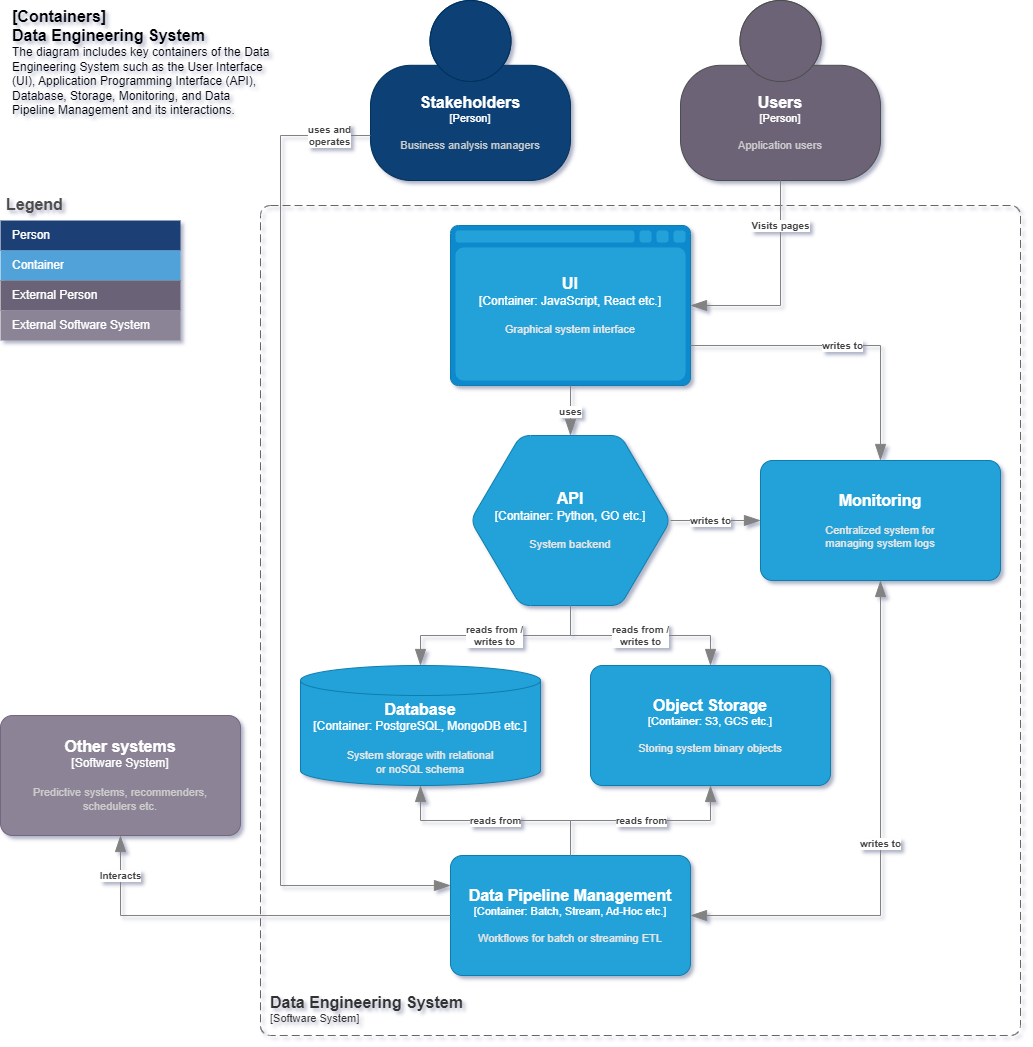 [Containers]
Data Engineering System
The diagram includes key containers of the Data
Engineering System such as the User Interface
(UI), Application Programming Interface (API),
Database, Storage, Monitoring, and Data
Pipeline Management and its interactions.
Stakeholders
[Person]
Business analysis managers
Users
[Person]
Application users
uses and
operates
Legend
Person
Container
External Person
External Software System
Visits pages
UI
[Container: JavaScript, React etc.]
Graphical system interface
writes to
uses
API
[Container: Python, GO etc.]
System backend
writes to
Monitoring
Centralized system for
managing system logs
reads from /
writes to
reads from /
writes to
Database
[Container: PostgreSQL, MongoDB etc.]
System storage with relational
or noSQL schema
Object Storage
[Container: S3, GCS etc.]
Storing system binary objects
Other systems
[Software System]
Predictive systems, recommenders,
schedulers etc.
reads from
reads from
writes to
Interacts
Data Pipeline Management
[Container: Batch, Stream, Ad-Hoc etc.]
Workflows for batch or streaming ETL
Data Engineering System
[Software System]